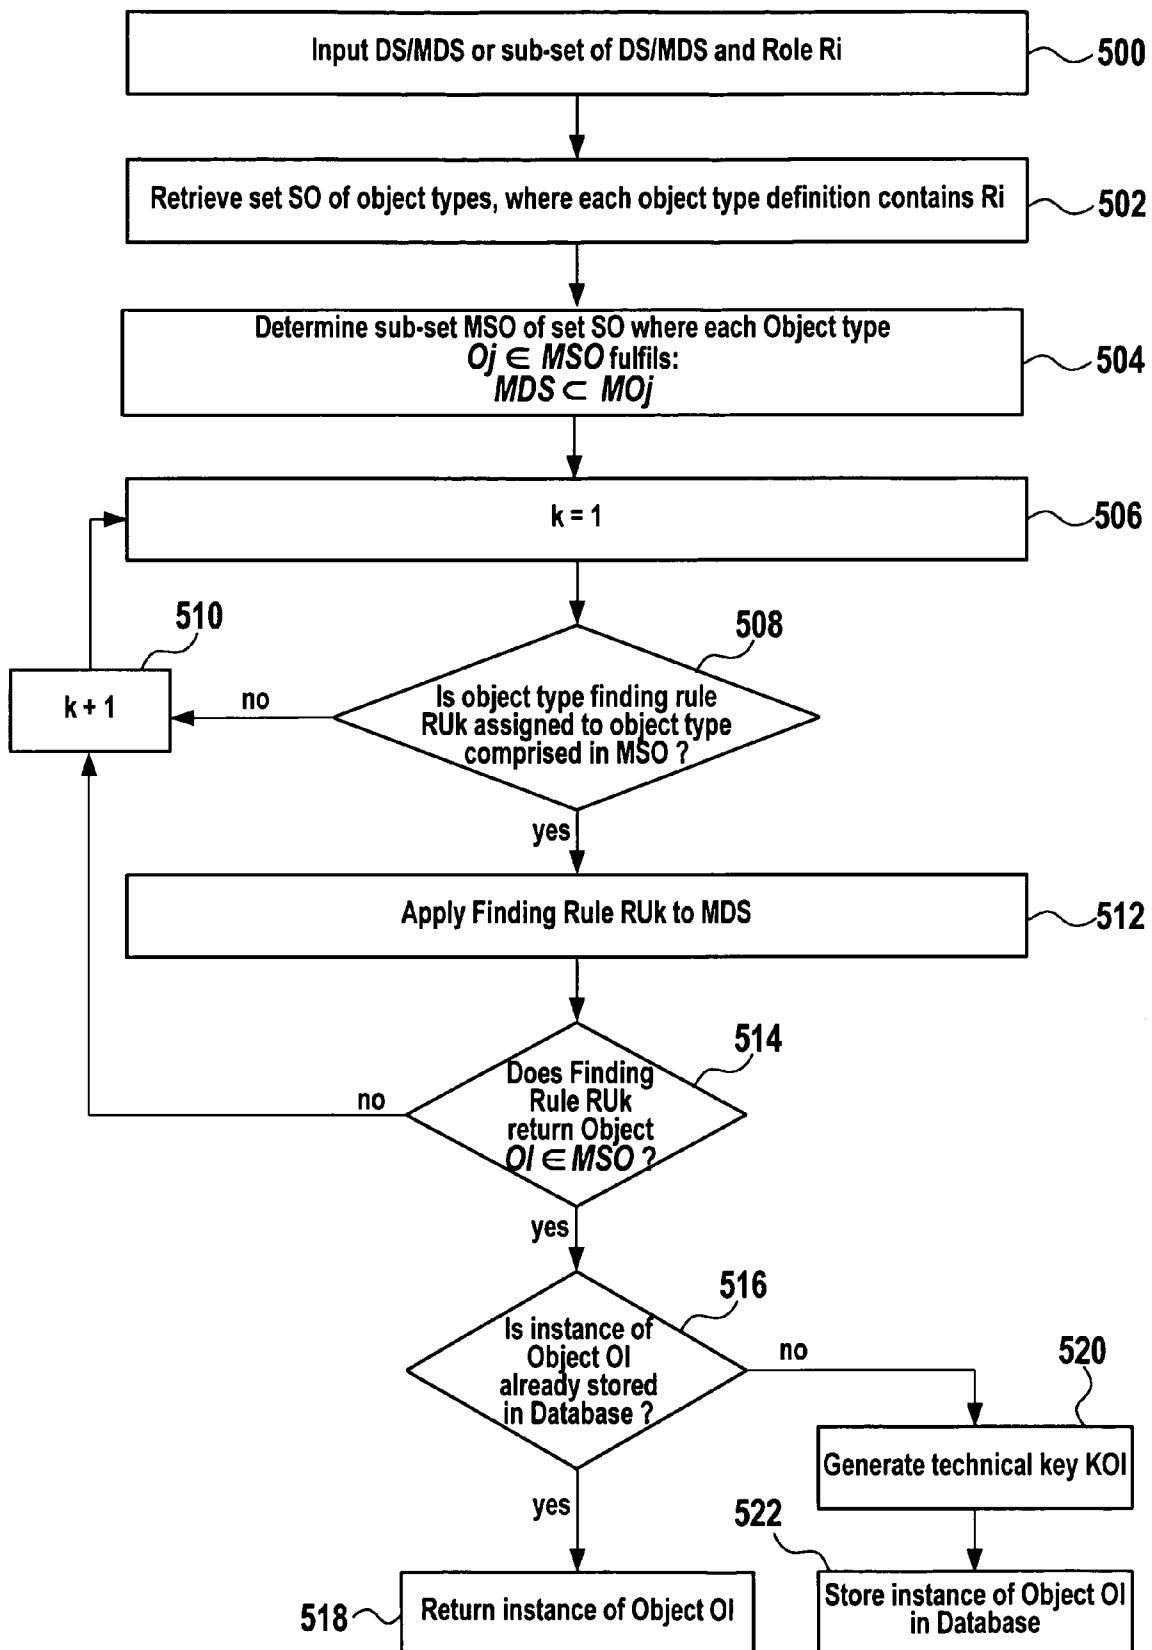 Input DS/MDS or sub-set of DS/MDS and Role Ri
500
Retrieve set SO of object types, where each object type definition contains Ri
502
Determine sub-set MSO of set SO where each Object type
Oj ∈ MSO fulfils:
MDS ⊂ MOj
504
k = 1
506
510
508
k + 1
no
Is object type finding rule
RUk assigned to object type
comprised in MSO ?
yes
Apply Finding Rule RUk to MDS
512
514
Does Finding
Rule RUk
return Object
Ol ∈ MSO ?
no
yes
516
Is instance of
Object Ol
already stored
in Database ?
no
520
Generate technical key KOl
yes
522
518
Return instance of Object Ol
Store instance of Object Ol
in Database